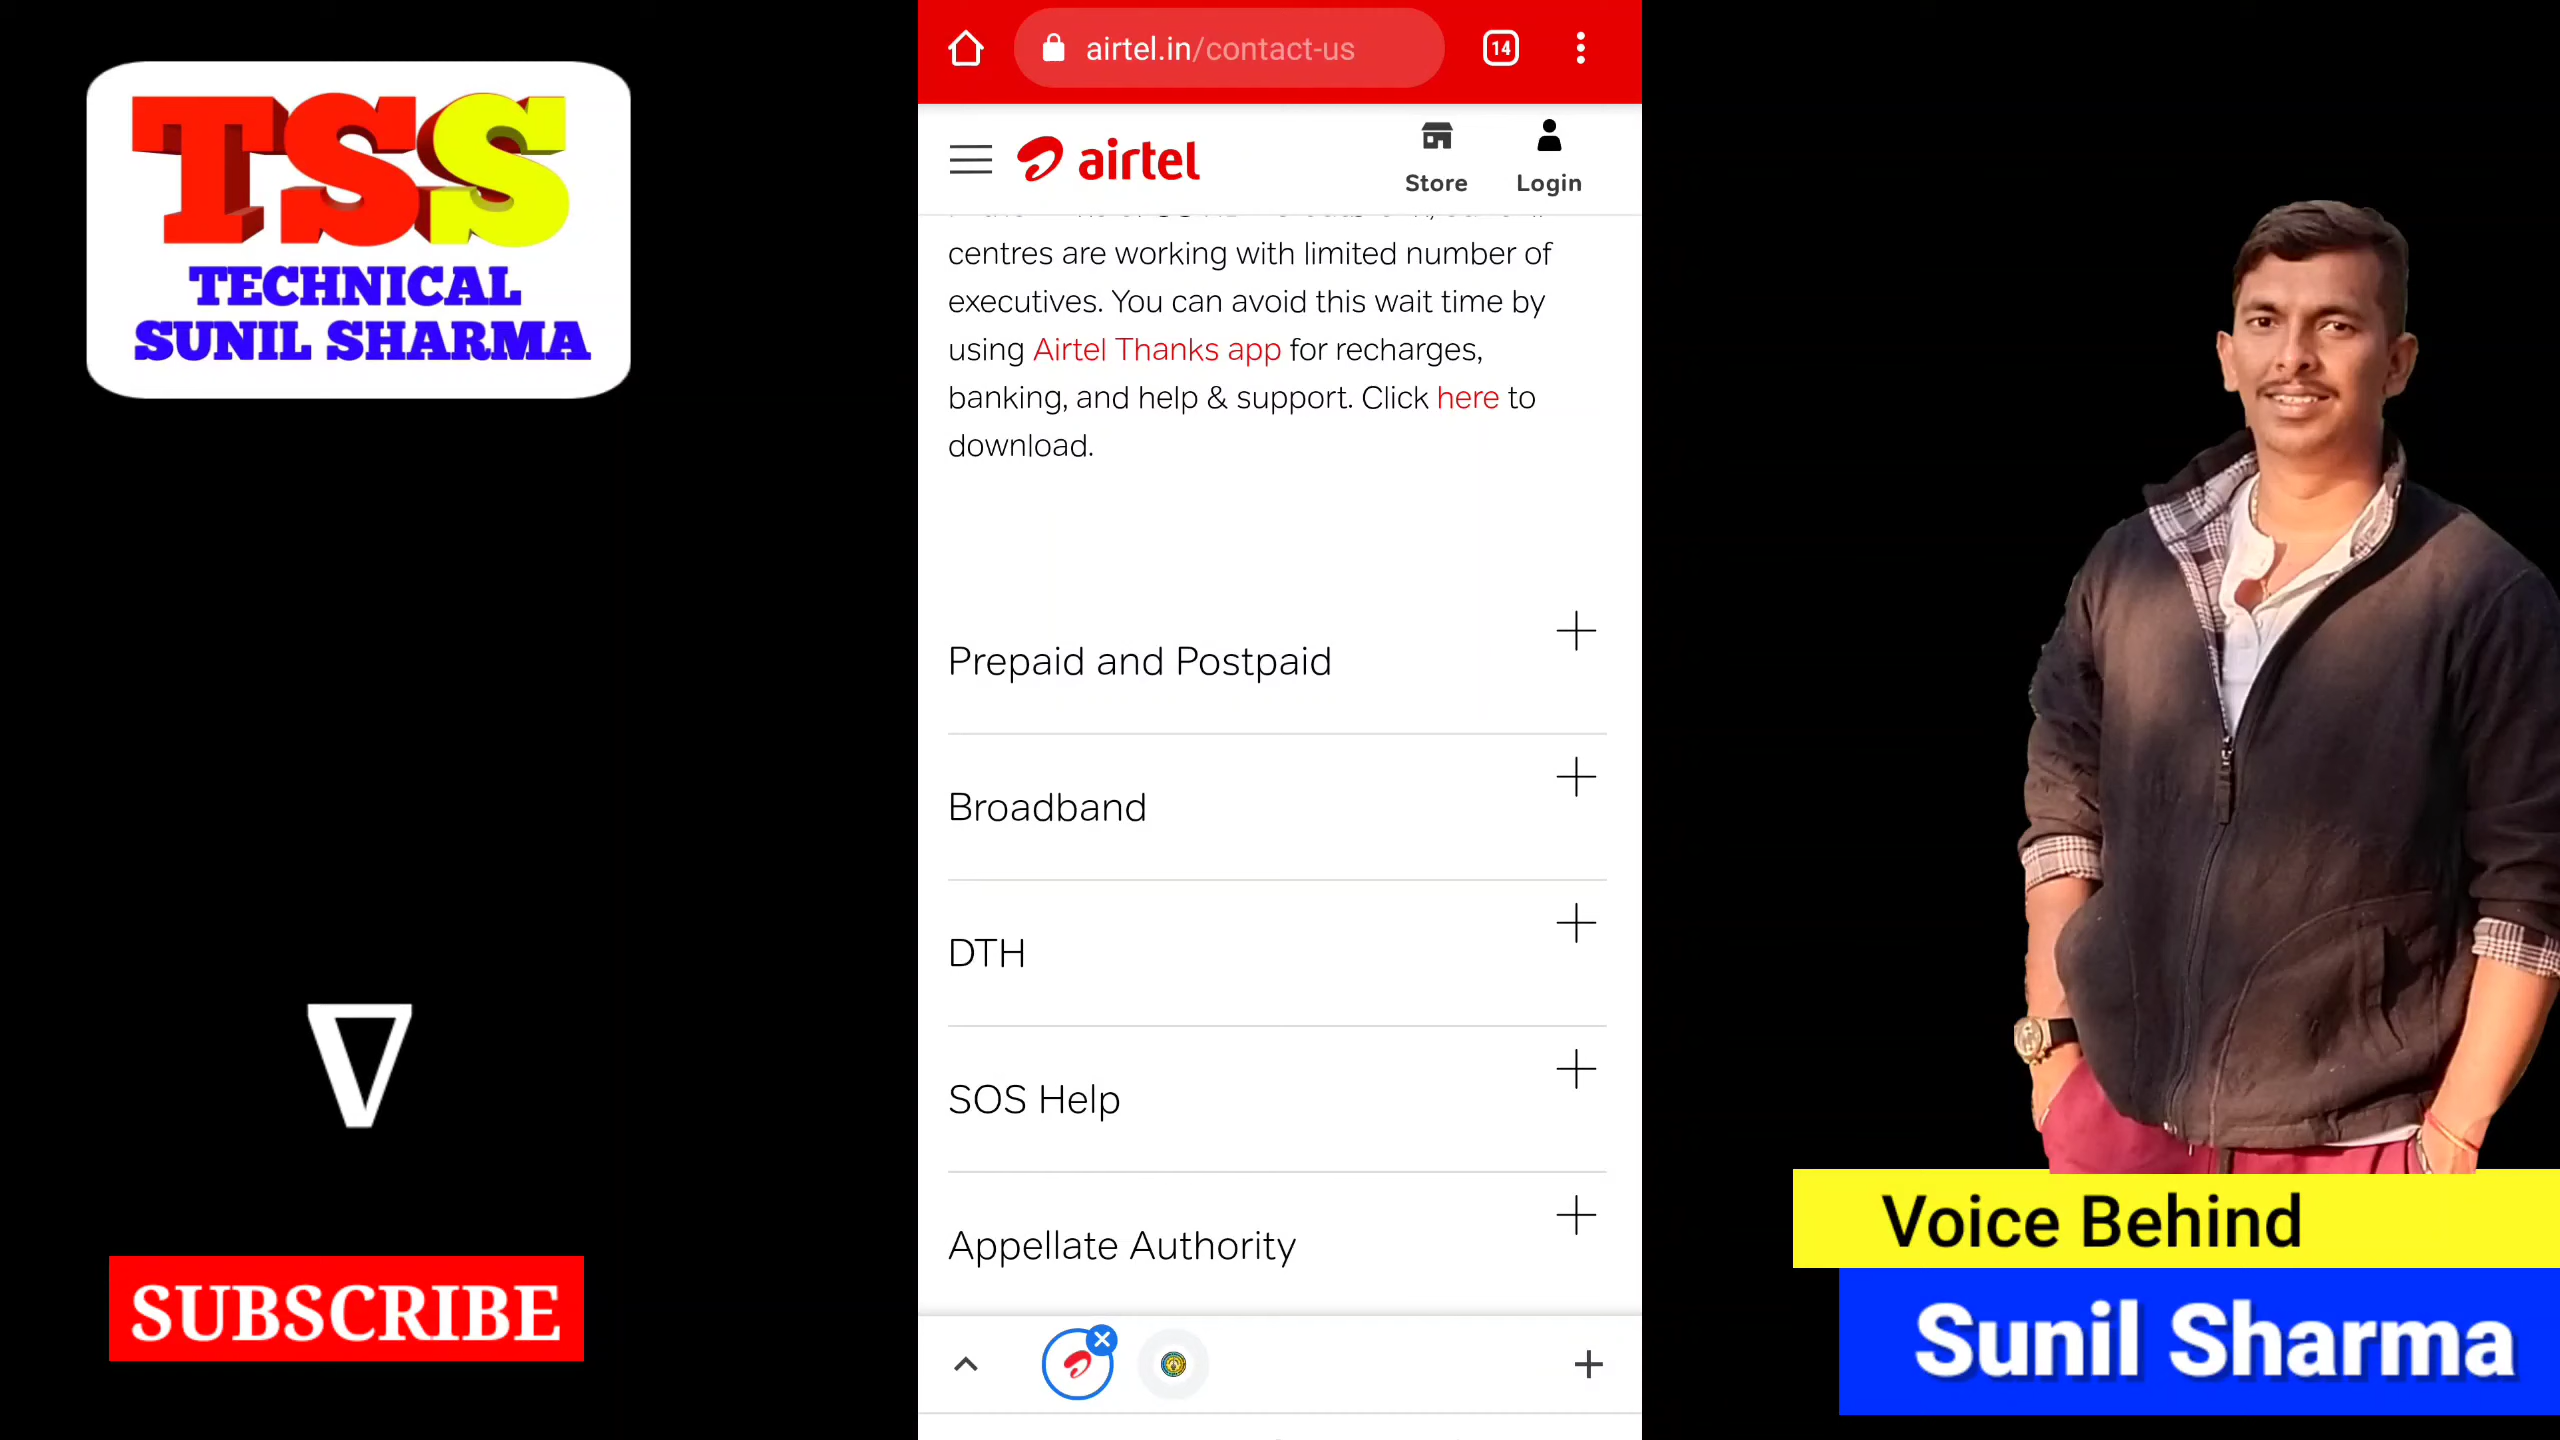 TSS
TECHNICAL
SUNIL SHARMA
SUBSCRIBE
airtel.in/contact-us
14
airtel
Store
Login
centres are working with limited number of
executives. You can avoid this wait time by
using Airtel Thanks app for recharges,
banking, and help & support. Click here to
download.
Prepaid and Postpaid
Broadband
DTH
SOS Help
Appellate Authority
Voice Behind
Sunil Sharma